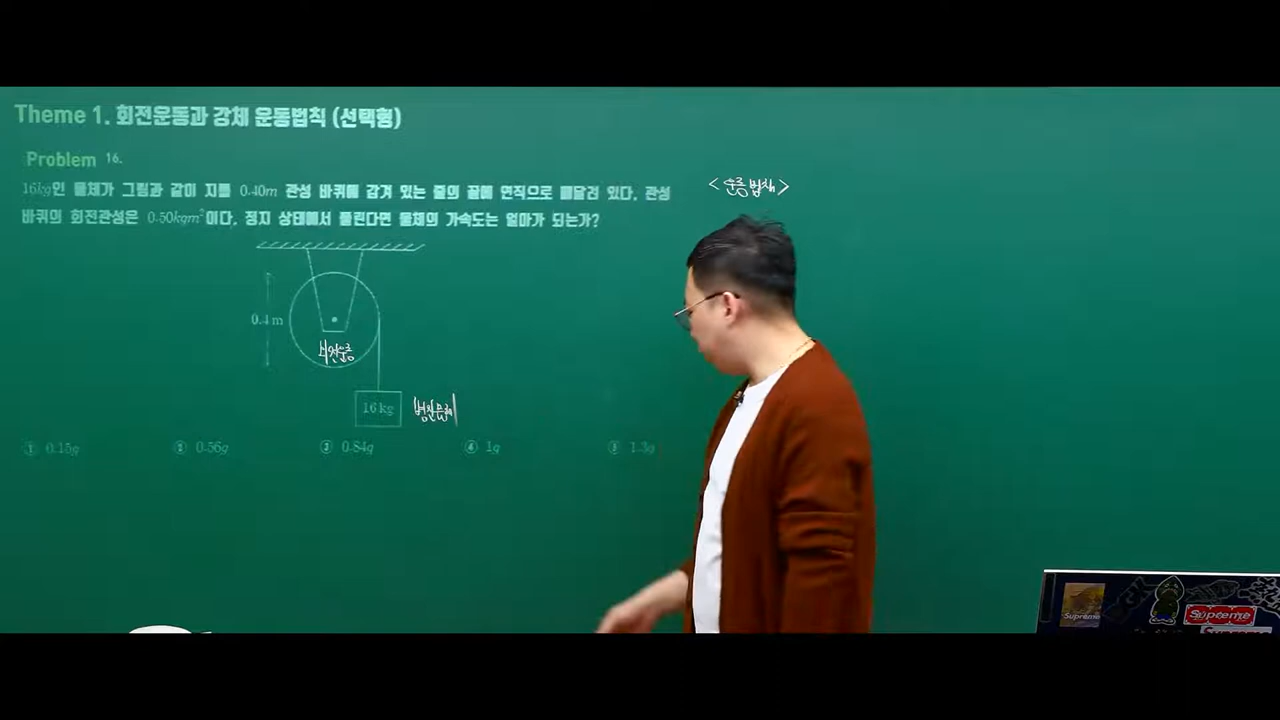 Theme 1. 회전운동과 강체 운동법칙 (선택형)
Problem 16.
16kg인 물체가 그림과 같이 지름 0.40m 관성 바퀴에 감겨 있는 줄의 끝에 연직으로 매달려 있다. 관성
바퀴의 회전관성은 0.50kgm²이다. 정지 상태에서 풀린다면 물체의 가속도는 얼마가 되는가?
<운동법칙>
0.4m
회전운동
16kg
병진운동
① 0.15g ② 0.56g ③ 0.84g ④ 1g ⑤ 1.3g
Supreme
Supreme
Supreme